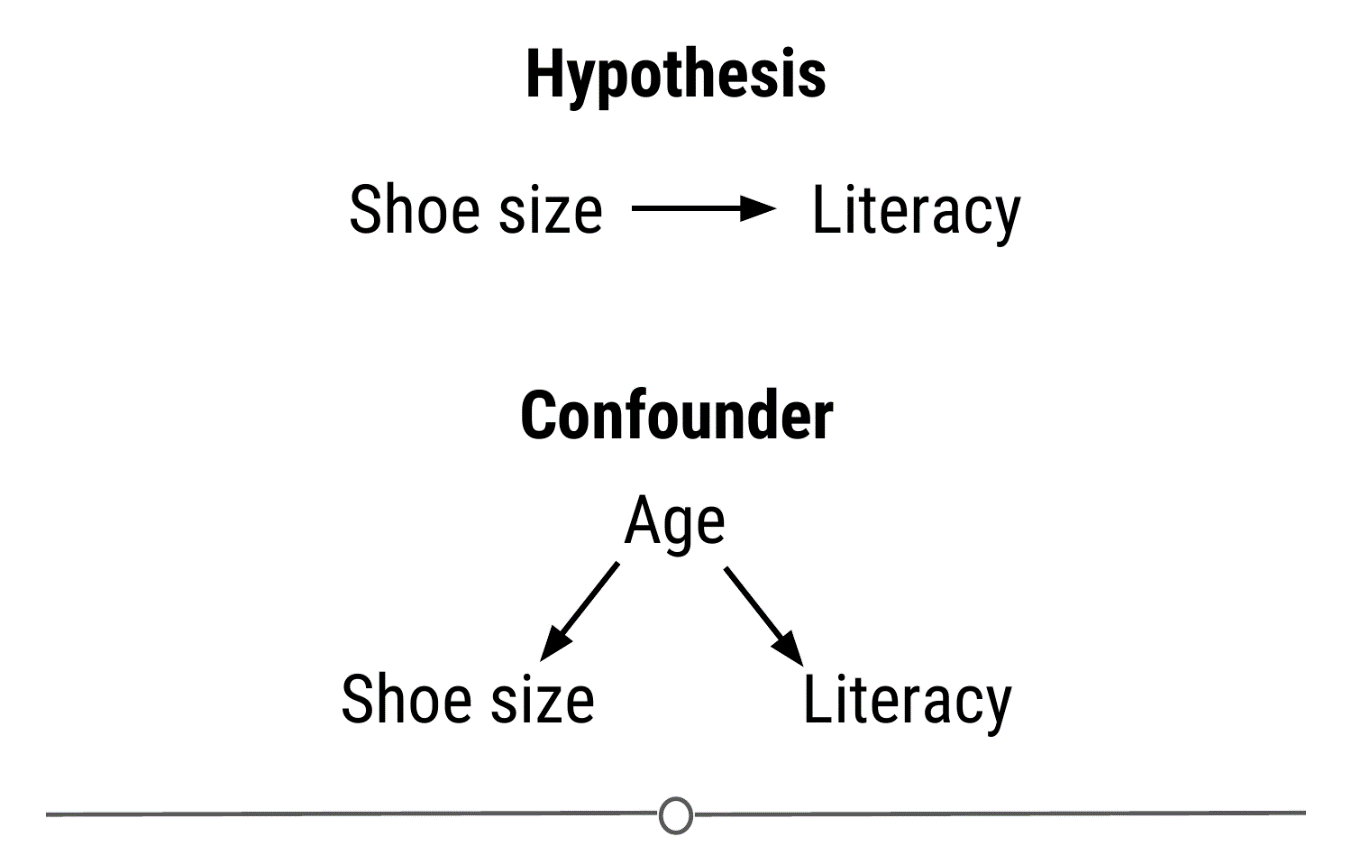 Hypothesis
Shoe size Literacy
Confounder
Age
Shoe size Literacy